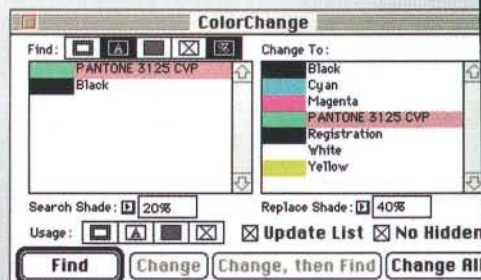 ColorChange
Find:
A
%
PANTONE 3125 CVP
Black
Change To:
Black
Cyan
Magenta
PANTONE 3125 CVP
Registration
White
Yellow
Search Shade: 20%
Replace Shade: 40%
Usage:
A
Update List
No Hidden
Find
Change
Change, then Find
Change All